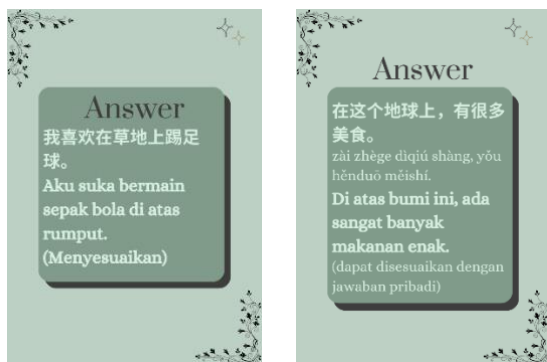 Answer
我喜欢在草地上踢足
球。
Aku suka bermain
sepak bola di atas
rumput.
(Menyesuaikan)
Answer
在这个地球上，有很多
美食。
zài zhège dìqiú shàng, yǒu
hěnduō měishí.
Di atas bumi ini, ada
sangat banyak
makanan enak.
(dapat disesuaikan dengan
jawaban pribadi)